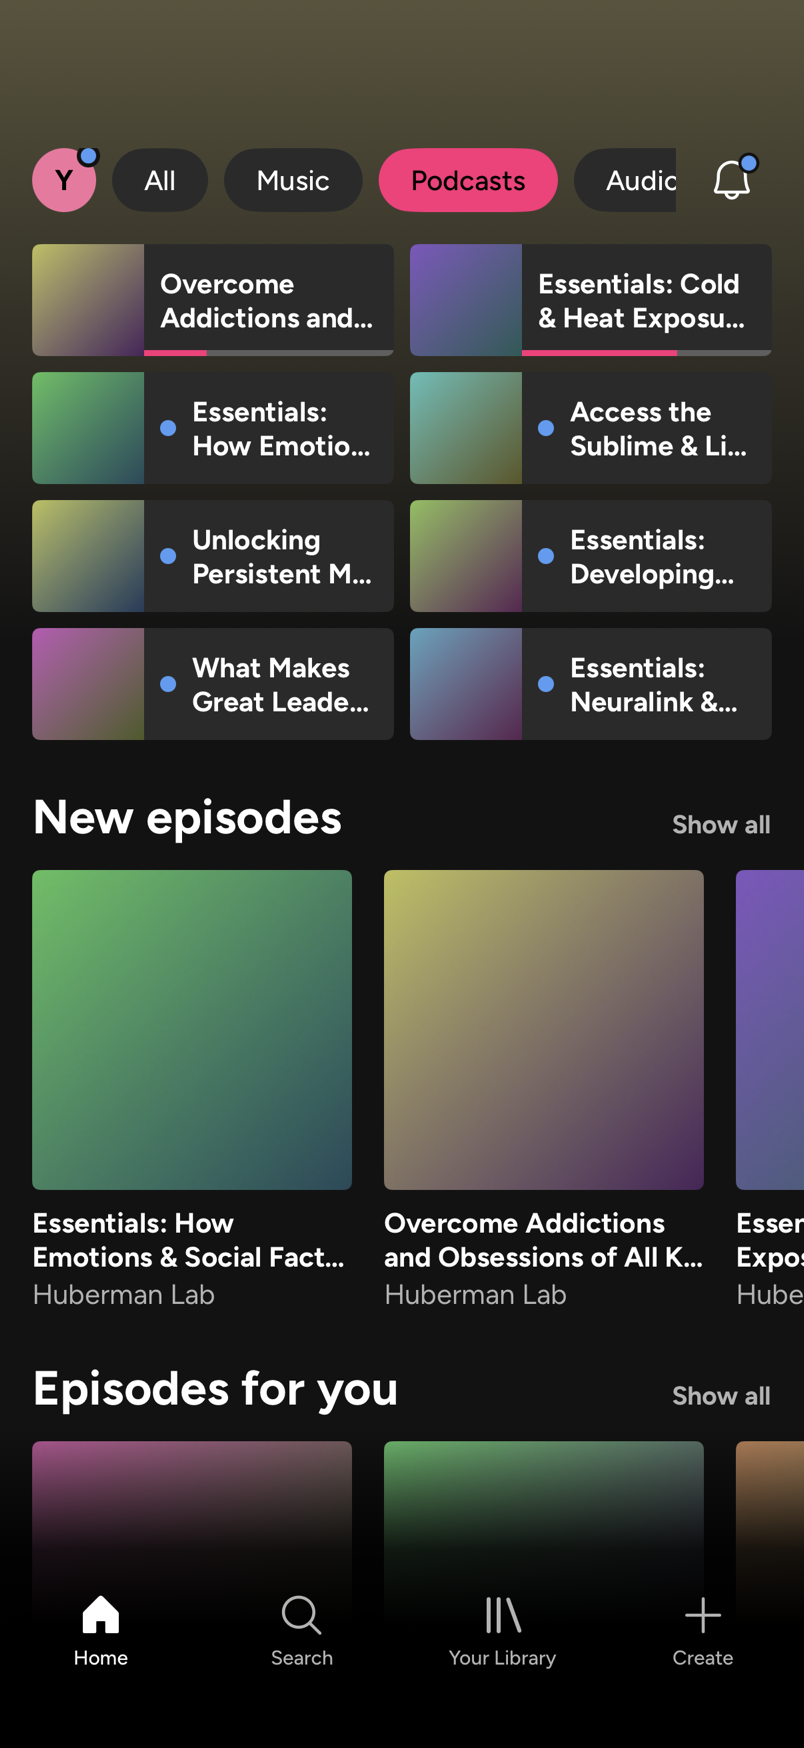 Y
All
Music
Podcasts
Audio
Overcome
Addictions and...
Essentials: Cold
& Heat Exposu...
Essentials:
How Emotio...
Access the
Sublime & Li...
Unlocking
Persistent M...
Essentials:
Developing...
What Makes
Great Leade...
Essentials:
Neuralink &...
New episodes
Show all
Essentials: How
Emotions & Social Fact...
Huberman Lab
Overcome Addictions
and Obsessions of All K...
Huberman Lab
Episodes for you
Show all
Home
Search
Your Library
Create